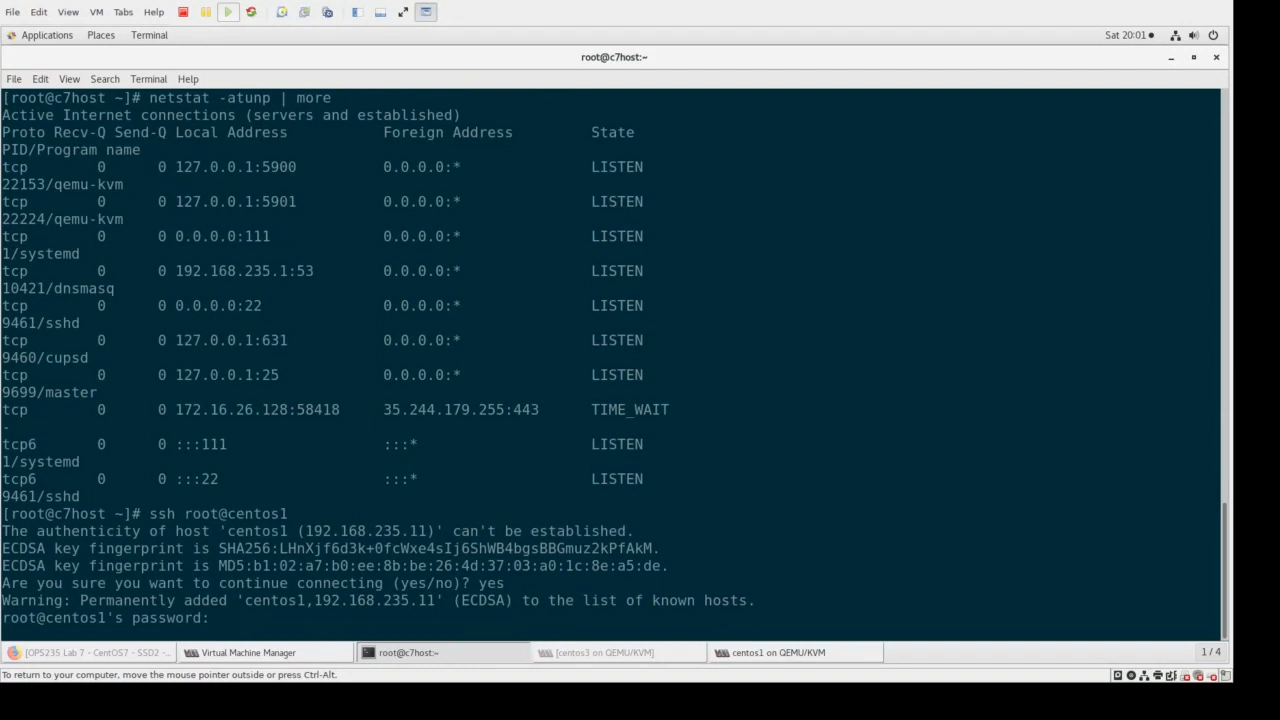 File Edit View VM Tabs Help
Applications Places Terminal Sat 20:01
root@c7host:~
File Edit View Search Terminal Help
[root@c7host ~]# netstat -atunp | more
Active Internet connections (servers and established)
Proto Recv-Q Send-Q Local Address Foreign Address State
PID/Program name
tcp 0 0 127.0.0.1:5900 0.0.0.0:* LISTEN
22153/qemu-kvm
tcp 0 0 127.0.0.1:5901 0.0.0.0:* LISTEN
22224/qemu-kvm
tcp 0 0 0.0.0.0:111 0.0.0.0:* LISTEN
1/systemd
tcp 0 0 192.168.235.1:53 0.0.0.0:* LISTEN
10421/dnsmasq
tcp 0 0 0.0.0.0:22 0.0.0.0:* LISTEN
9461/sshd
tcp 0 0 127.0.0.1:631 0.0.0.0:* LISTEN
9460/cupsd
tcp 0 0 127.0.0.1:25 0.0.0.0:* LISTEN
9699/master
tcp 0 0 172.16.26.128:58418 35.244.179.255:443 TIME_WAIT
-
tcp6 0 0 :::111 :::* LISTEN
1/systemd
tcp6 0 0 :::22 :::* LISTEN
9461/sshd
[root@c7host ~]# ssh root@centos1
The authenticity of host 'centos1 (192.168.235.11)' can't be established.
ECDSA key fingerprint is SHA256:LHnXjf6d3k+0fcWxe4sIj6ShWB4bgsBBGmuz2kPfAkM.
ECDSA key fingerprint is MD5:b1:02:a7:b0:ee:8b:be:26:4d:37:03:a0:1c:8e:a5:de.
Are you sure you want to continue connecting (yes/no)? yes
Warning: Permanently added 'centos1,192.168.235.11' (ECDSA) to the list of known hosts.
root@centos1's password:
[OPS235 Lab 7 - CentOS7 - SSD2 -... Virtual Machine Manager root@c7host:~ [centos3 on QEMU/KVM] centos1 on QEMU/KVM 1 / 4
To return to your computer, move the mouse pointer outside or press Ctrl-Alt.